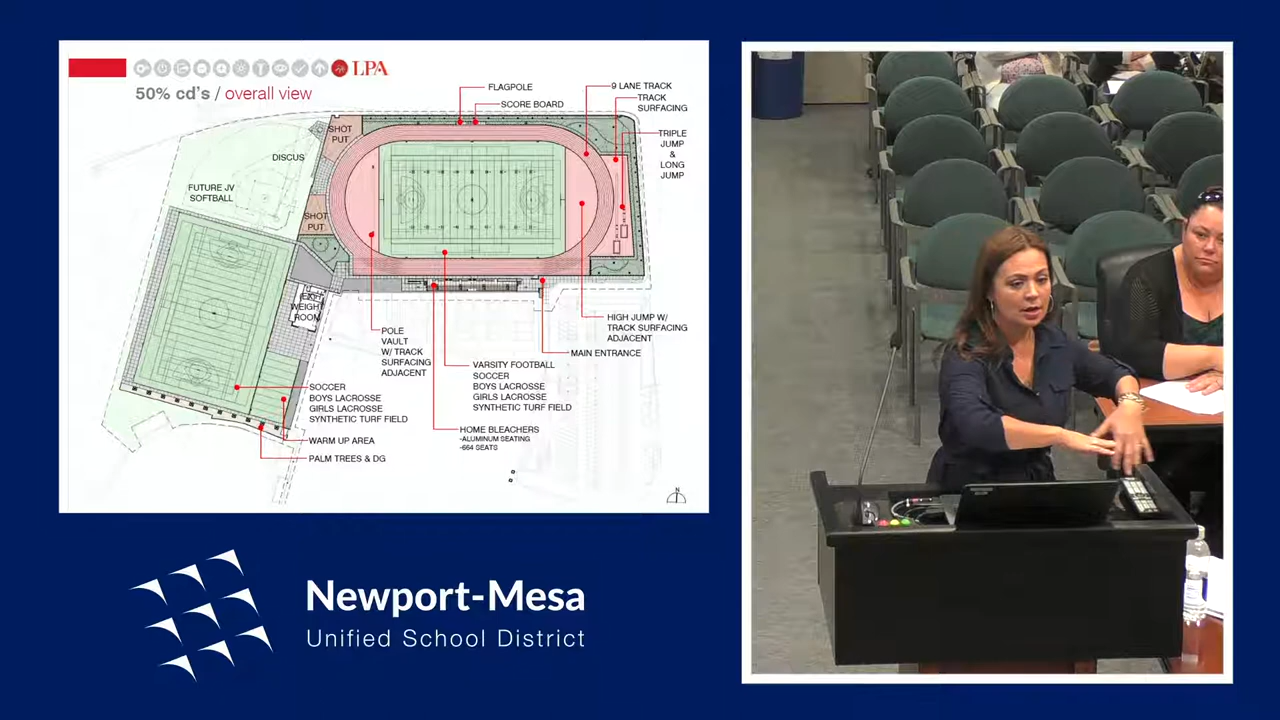 LPA
50% cd's / overall view
FLAGPOLE
SCORE BOARD
9 LANE TRACK
TRACK
SURFACING
TRIPLE
JUMP
&
LONG
JUMP
SHOT
PUT
DISCUS
FUTURE JV
SOFTBALL
SHOT
PUT
WEIGHT
ROOM
POLE
VAULT
W/ TRACK
SURFACING
ADJACENT
HIGH JUMP W/
TRACK SURFACING
ADJACENT
MAIN ENTRANCE
VARSITY FOOTBALL
SOCCER
BOYS LACROSSE
GIRLS LACROSSE
SYNTHETIC TURF FIELD
SOCCER
BOYS LACROSSE
GIRLS LACROSSE
SYNTHETIC TURF FIELD
HOME BLEACHERS
-ALUMINUM SEATING
-664 SEATS
WARM UP AREA
PALM TREES & DG
N
Newport-Mesa
Unified School District